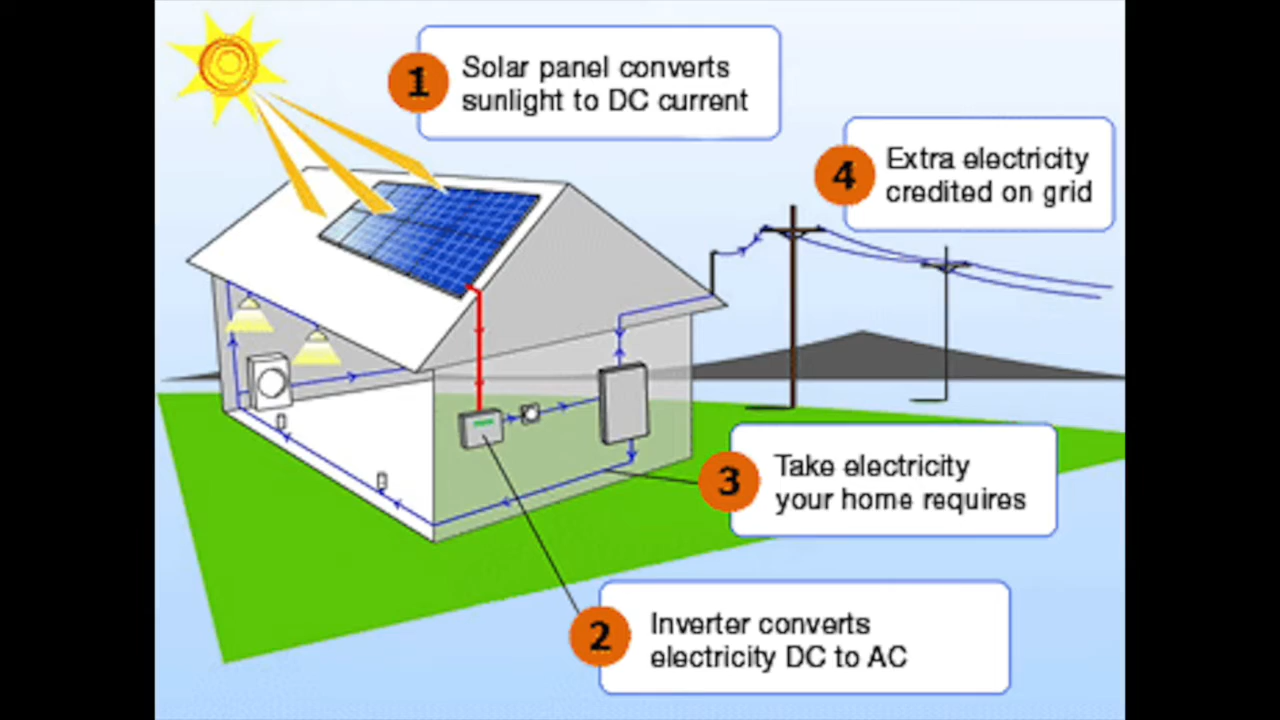 1
Solar panel converts
sunlight to DC current
4
Extra electricity
credited on grid
3
Take electricity
your home requires
2
Inverter converts
electricity DC to AC